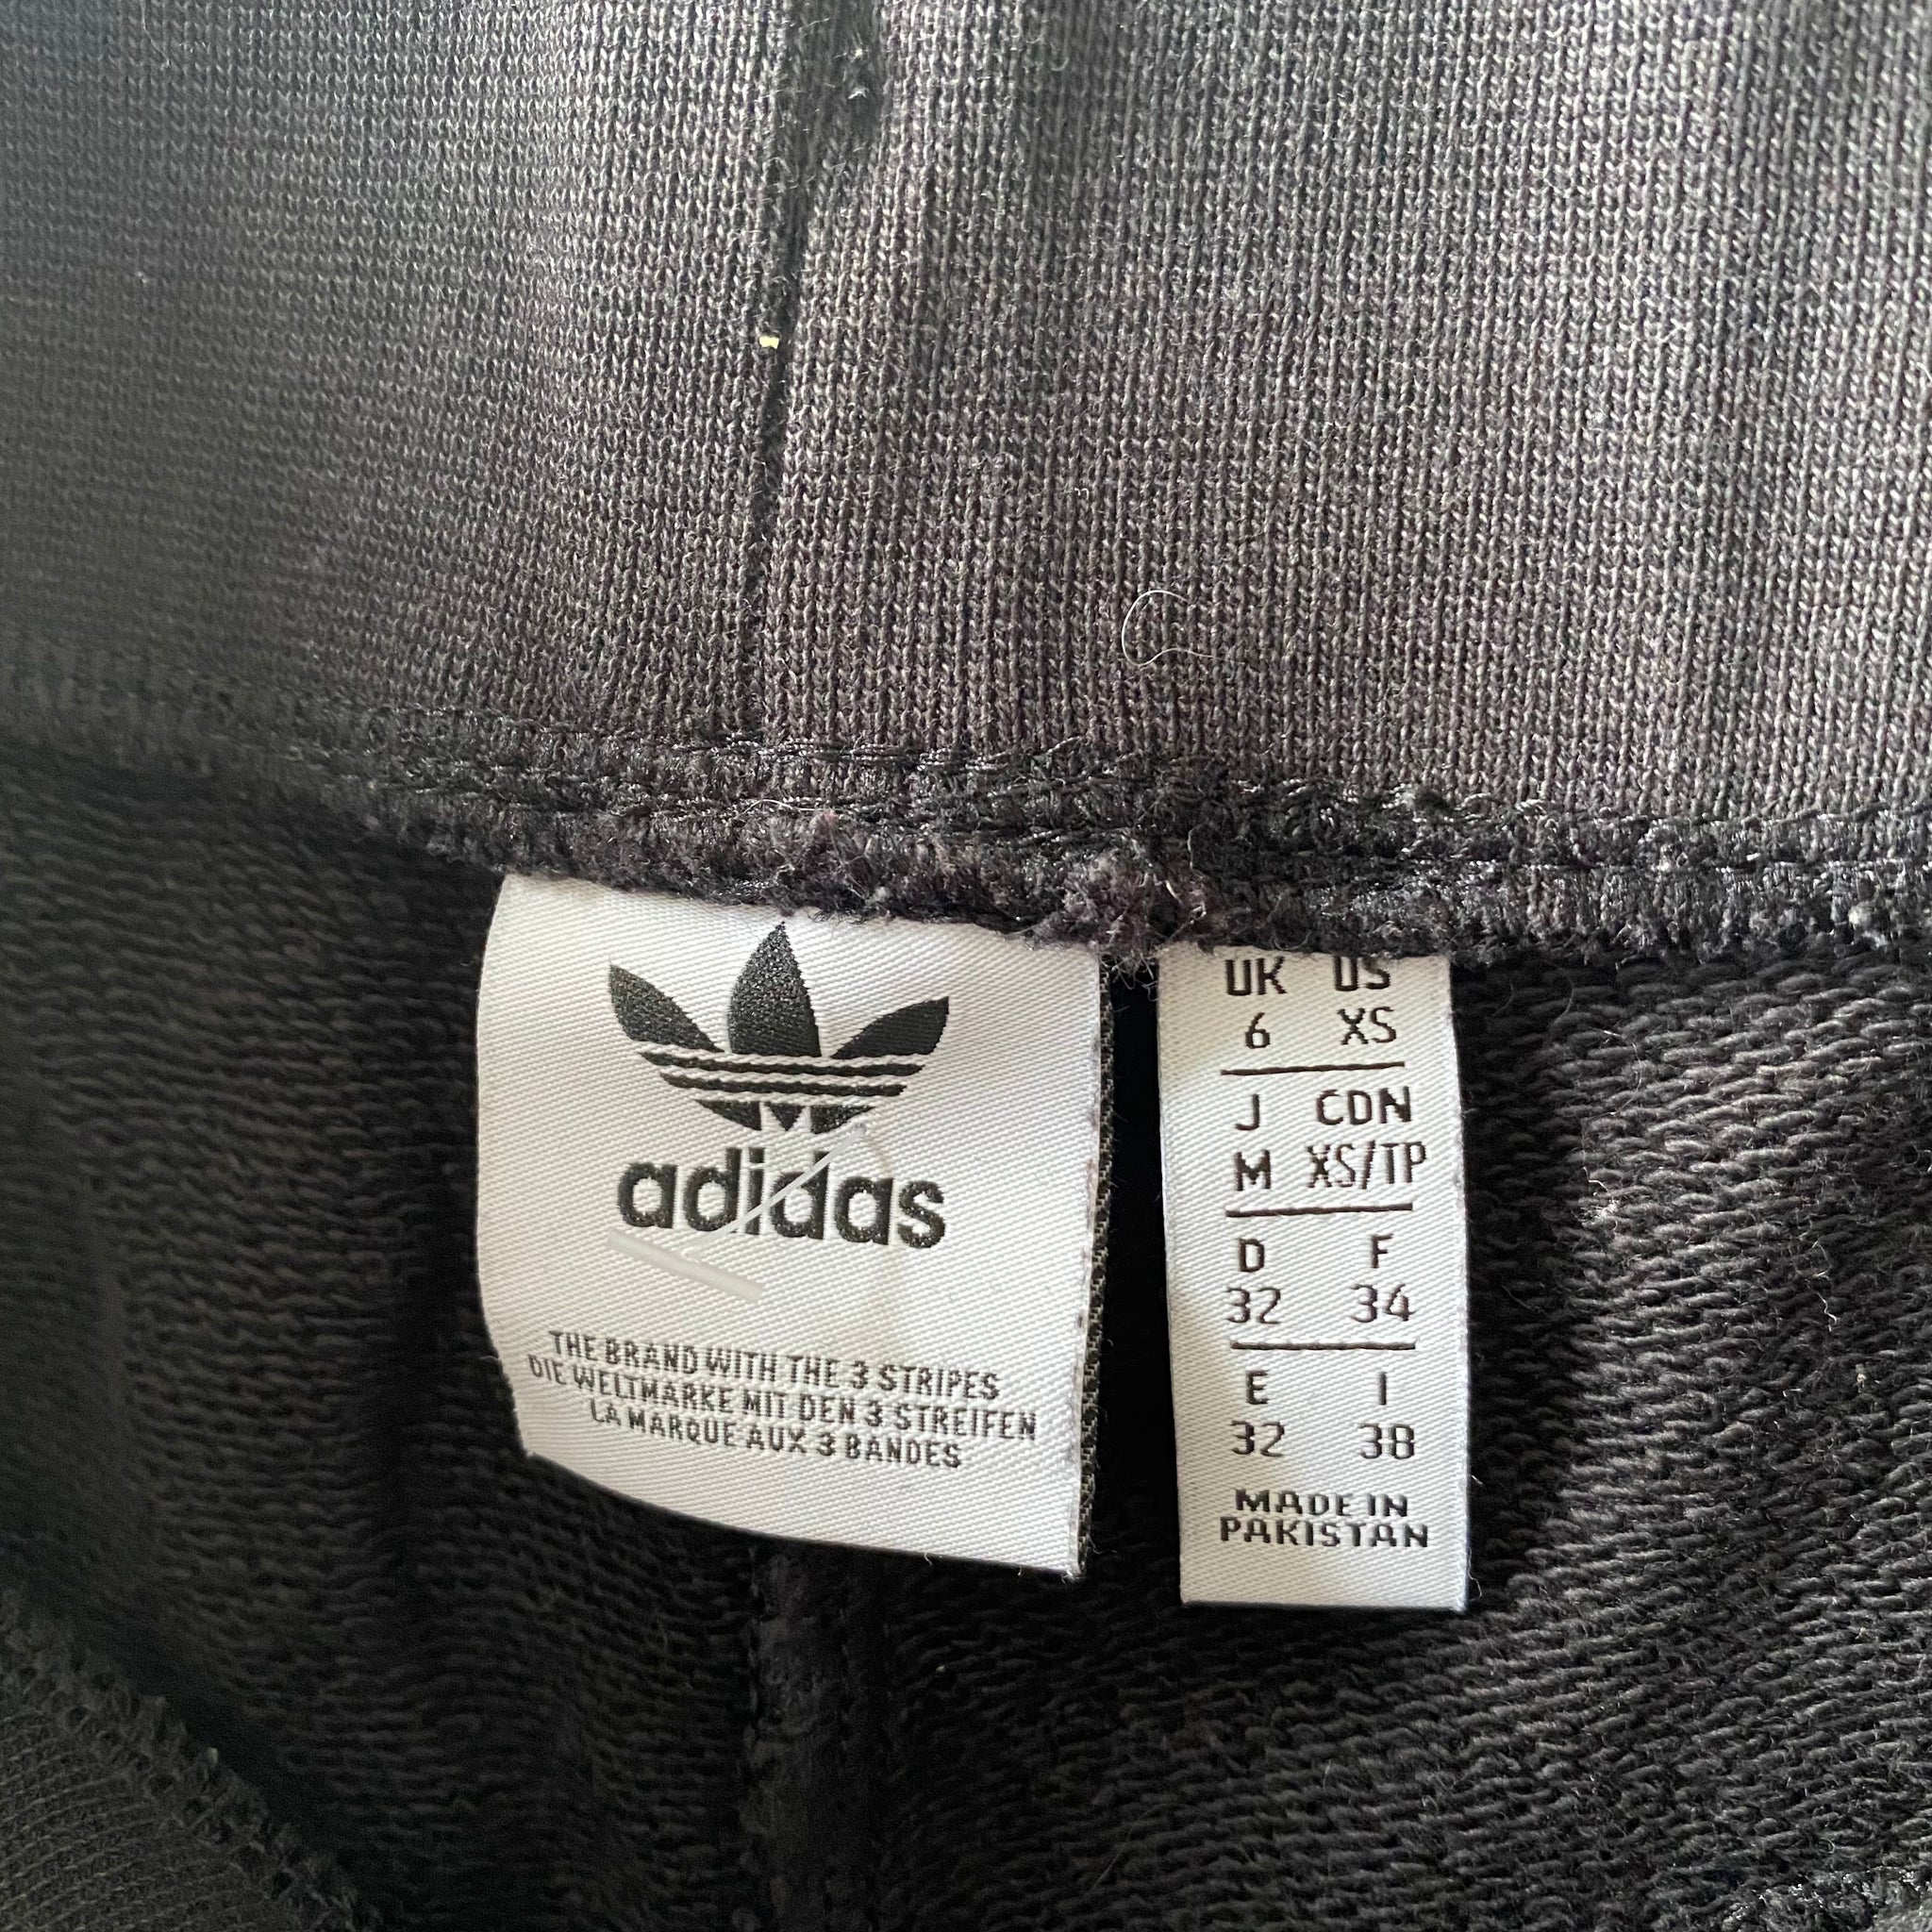 adidas
THE BRAND WITH THE 3 STRIPES
DIE WELTMARKE MIT DEN 3 STREIFEN
LA MARQUE AUX 3 BANDES
UK US
6 XS
J CDN
M XS/TP
D F
32 34
E I
32 38
MADE IN
PAKISTAN